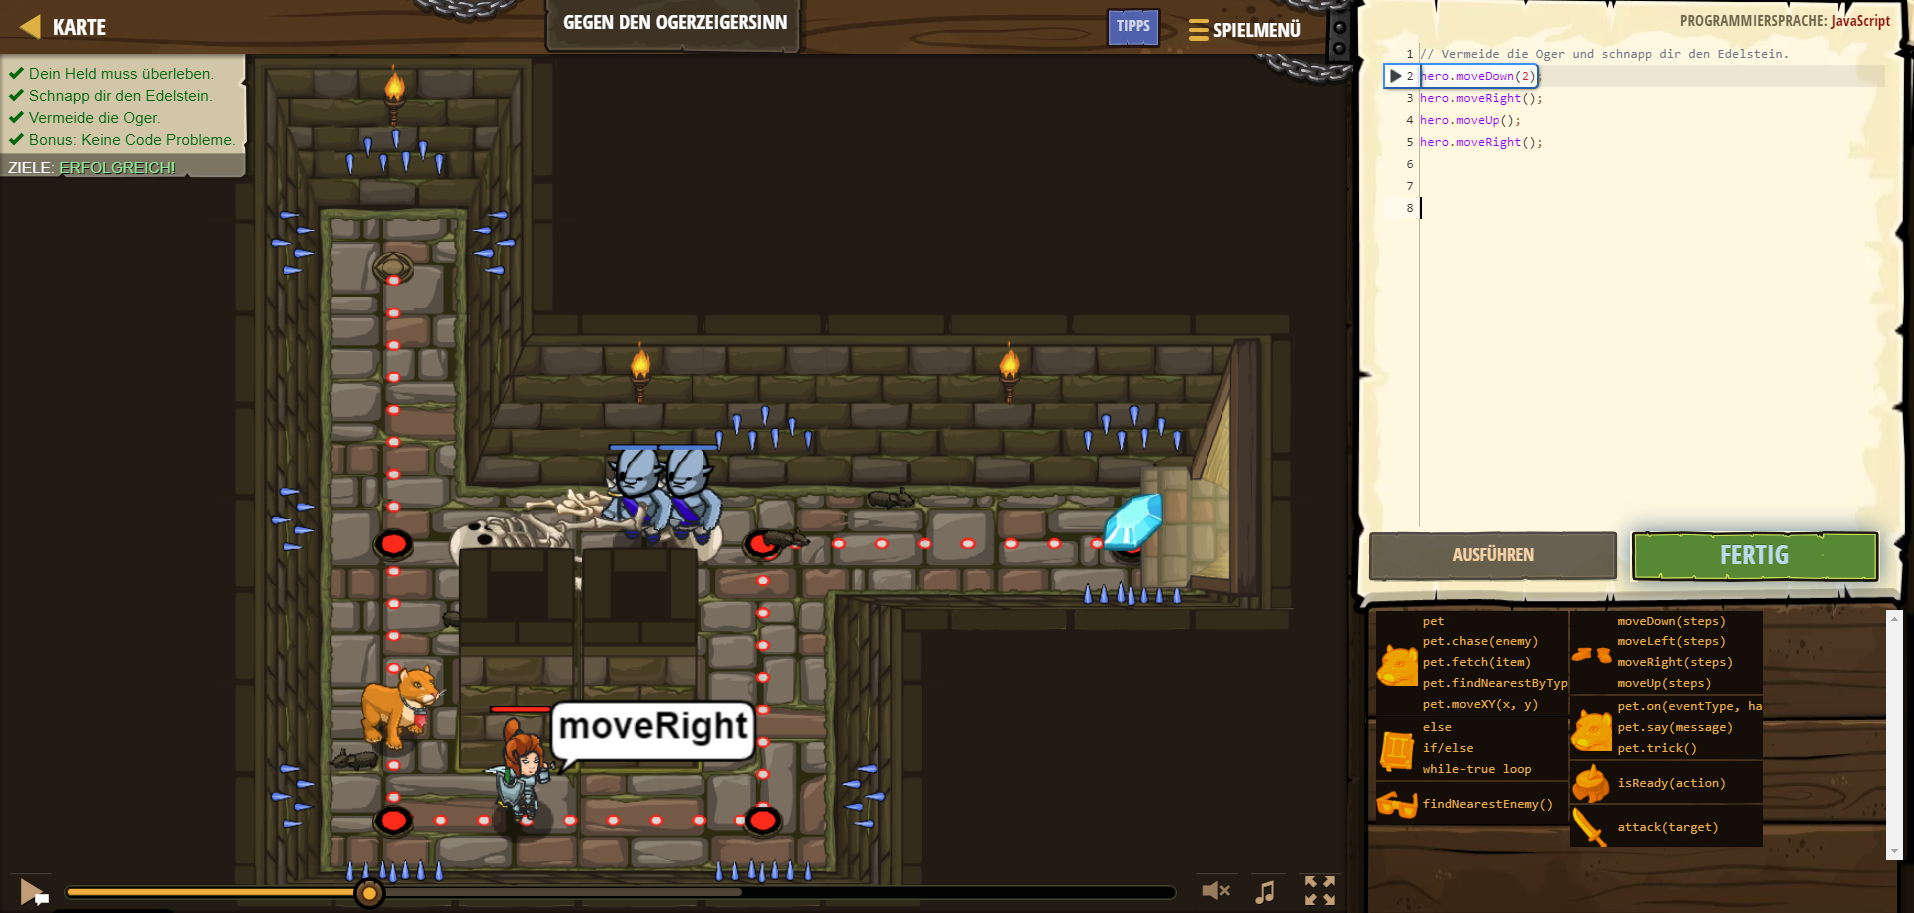 KARTE
GEGEN DEN OGERZEIGERSINN
TIPPS
SPIELMENÜ
PROGRAMMIERSPRACHE: JavaScript
Dein Held muss überleben.
Schnapp dir den Edelstein.
Vermeide die Oger.
Bonus: Keine Code Probleme.
ZIELE: ERFOLGREICH!
1 // Vermeide die Oger und schnapp dir den Edelstein.
2 hero.moveDown(2);
3 hero.moveRight();
4 hero.moveUp();
5 hero.moveRight();
6
7
8
moveRight
AUSFÜHREN
FERTIG
pet
pet.chase(enemy)
pet.fetch(item)
pet.findNearestByTyp
pet.moveXY(x, y)
else
if/else
while-true loop
findNearestEnemy()
moveDown(steps)
moveLeft(steps)
moveRight(steps)
moveUp(steps)
pet.on(eventType, ha
pet.say(message)
pet.trick()
isReady(action)
attack(target)